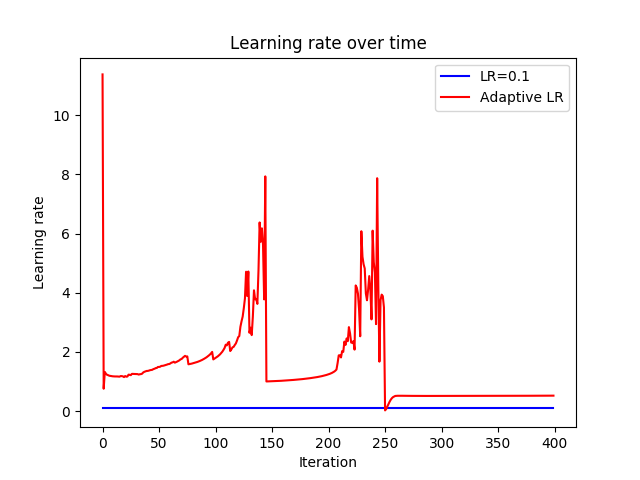 Learning rate over time
LR=0.1
Adaptive LR
Learning rate
10
8
6
4
2
0
0 50 100 150 200 250 300 350 400
Iteration